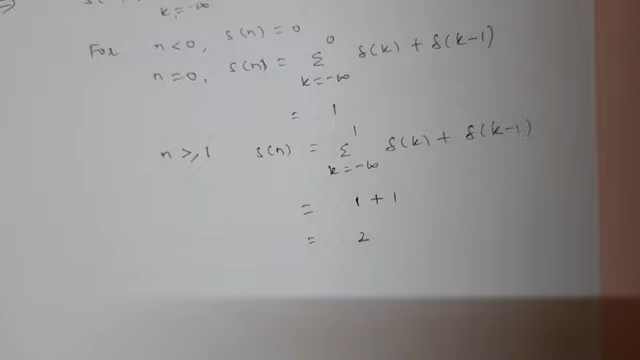 k=-∞
For n<0, s(n) = 0
n=0, s(n) = Σ δ(k) + δ(k-1)
0
k=-∞
= 1
n≥1 s(n) = Σ δ(k) + δ(k-1)
1
k=-∞
= 1 + 1
= 2